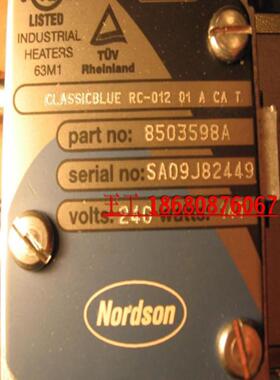 LISTED
INDUSTRIAL
HEATERS
63M1
TÜV
Rheinland
CLASSICBLUE RC-012 01 A CA T
part no: 8503598A
serial no: SA09J82449
volts: 240 watts:
王工 18680876067
Nordson